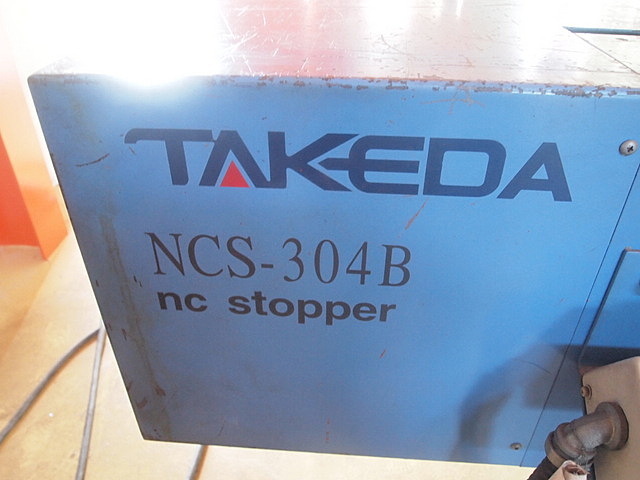 TAKEDA
NCS-304B
nc stopper